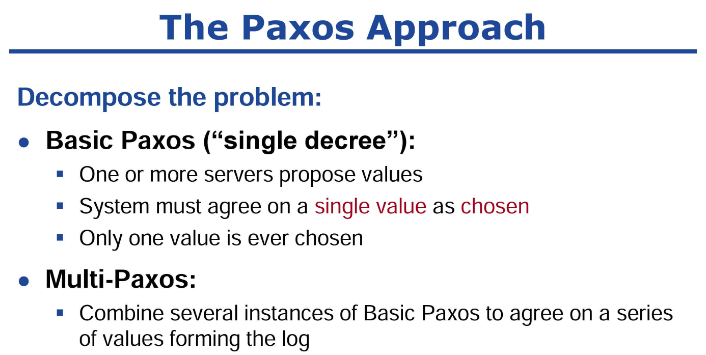 The Paxos Approach
Decompose the problem:
● Basic Paxos (“single decree”):
▪ One or more servers propose values
▪ System must agree on a single value as chosen
▪ Only one value is ever chosen
● Multi-Paxos:
▪ Combine several instances of Basic Paxos to agree on a series
of values forming the log